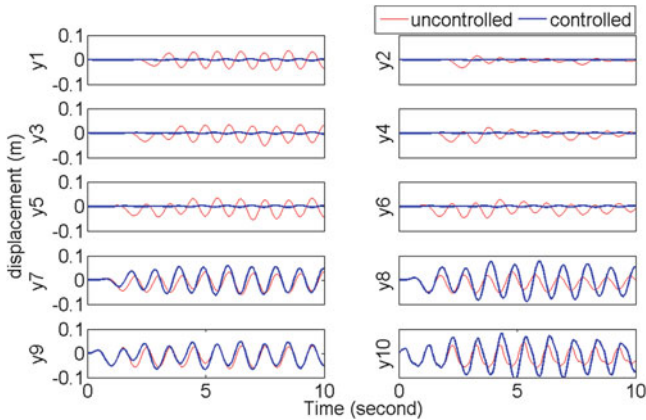 uncontrolled controlled
0.1
0
-0.1
y1
y2
0.1
0
-0.1
y3
y4
0.1
0
-0.1
y5
y6
0.1
0
-0.1
y7
y8
0.1
0
-0.1
y9
y10
displacement (m)
0 5 10 0 5 10
Time (second)